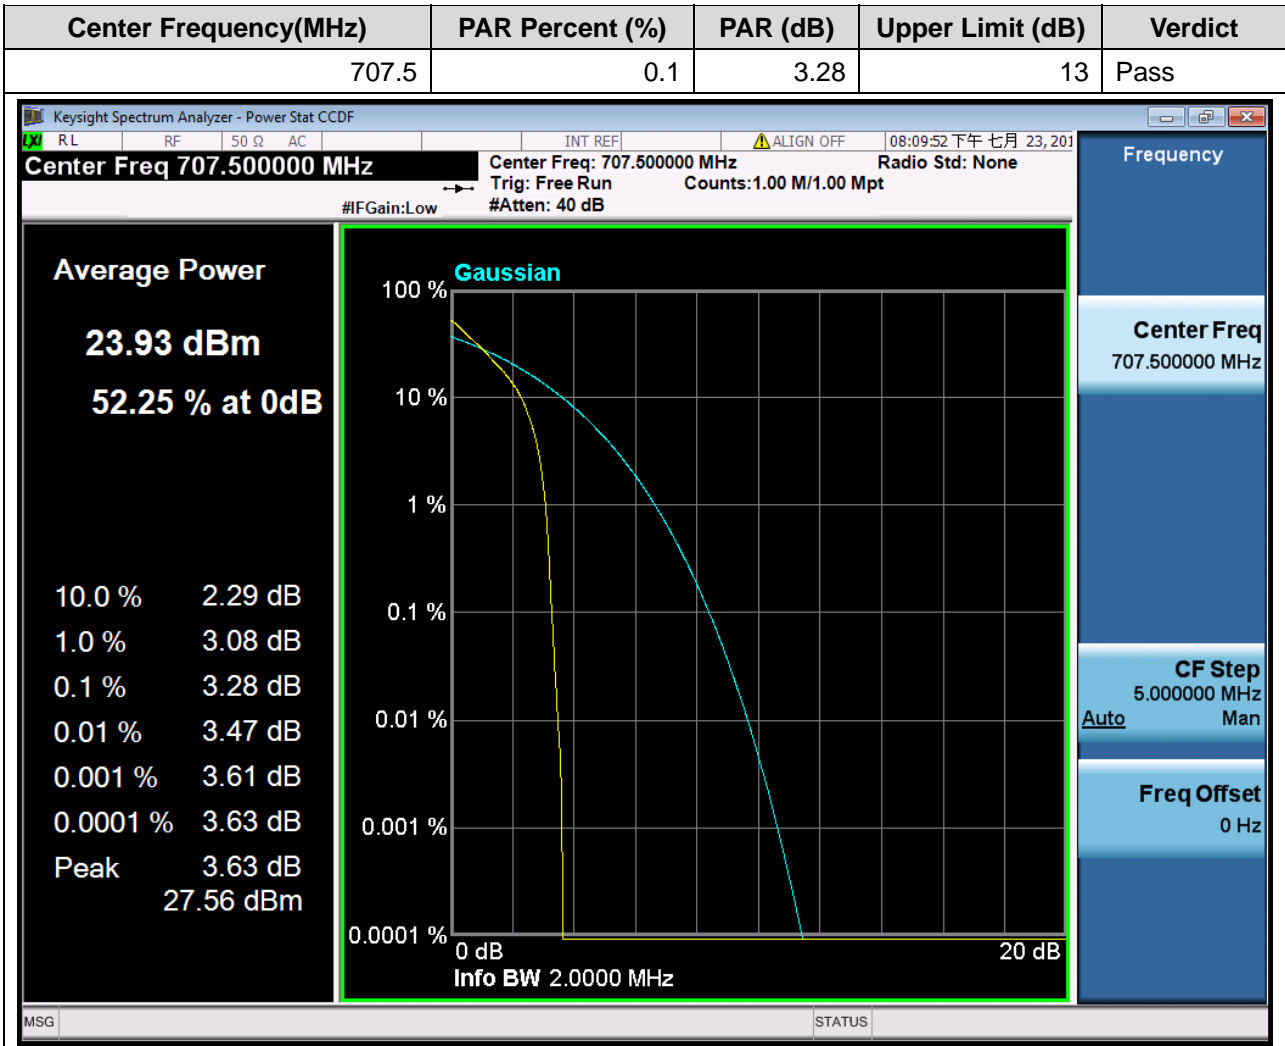 Center Frequency(MHz) PAR Percent (%) PAR (dB) Upper Limit (dB) Verdict
707.5 0.1 3.28 13 Pass
Keysight Spectrum Analyzer - Power Stat CCDF
LXI RL RF 50 Ω AC INT REF ALIGN OFF 08:09:52 下午 七月 23, 201
Center Freq 707.500000 MHz
#IFGain:Low
Center Freq: 707.500000 MHz
Trig: Free Run
#Atten: 40 dB
Counts:1.00 M/1.00 Mpt
Radio Std: None
Average Power
23.93 dBm
52.25 % at 0dB
10.0 % 2.29 dB
1.0 % 3.08 dB
0.1 % 3.28 dB
0.01 % 3.47 dB
0.001 % 3.61 dB
0.0001 % 3.63 dB
Peak 3.63 dB
27.56 dBm
Gaussian
100 %
10 %
1 %
0.1 %
0.01 %
0.001 %
0.0001 %
0 dB 20 dB
Info BW 2.0000 MHz
Frequency
Center Freq
707.500000 MHz
CF Step
5.000000 MHz
Auto Man
Freq Offset
0 Hz
MSG STATUS